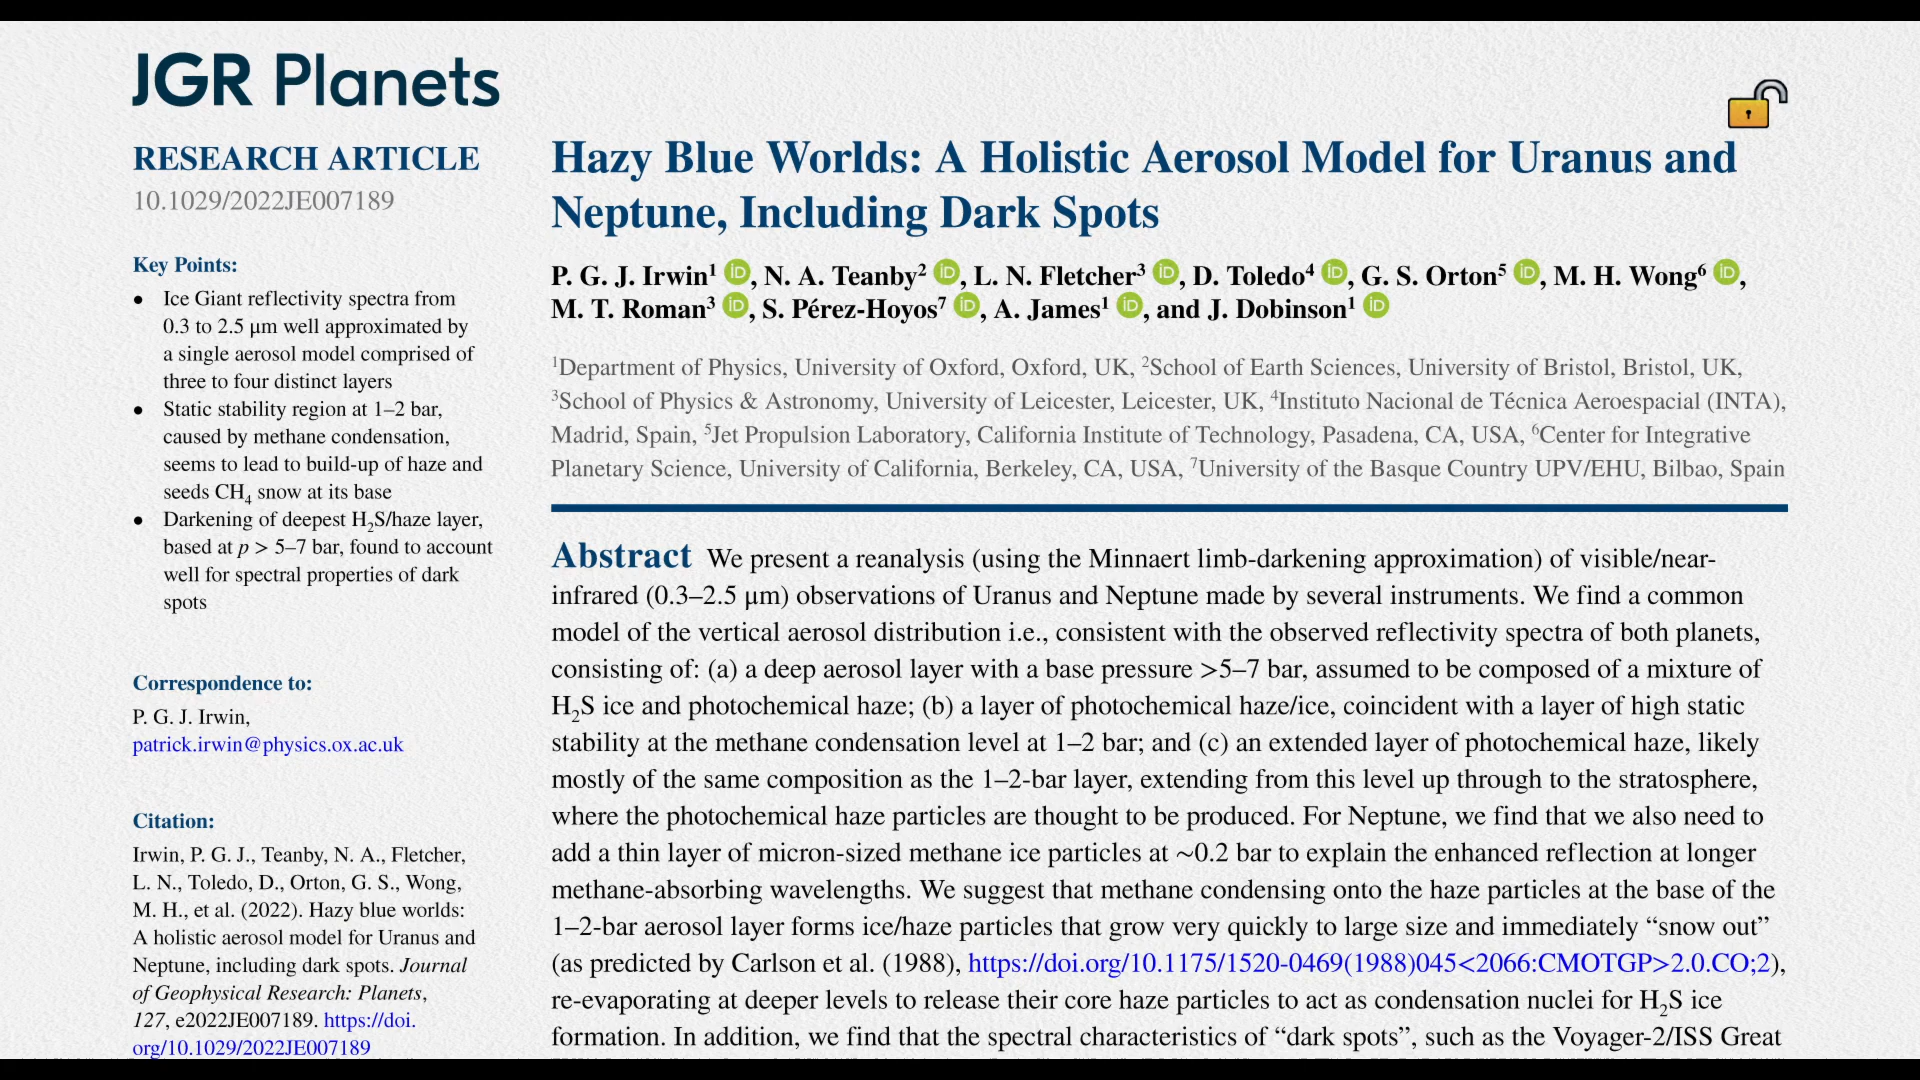 JGR Planets
RESEARCH ARTICLE
10.1029/2022JE007189
Key Points:
• Ice Giant reflectivity spectra from
0.3 to 2.5 μm well approximated by
a single aerosol model comprised of
three to four distinct layers
• Static stability region at 1–2 bar,
caused by methane condensation,
seems to lead to build-up of haze and
seeds CH₄ snow at its base
• Darkening of deepest H₂S/haze layer,
based at p > 5–7 bar, found to account
well for spectral properties of dark
spots
Correspondence to:
P. G. J. Irwin,
patrick.irwin@physics.ox.ac.uk
Citation:
Irwin, P. G. J., Teanby, N. A., Fletcher,
L. N., Toledo, D., Orton, G. S., Wong,
M. H., et al. (2022). Hazy blue worlds:
A holistic aerosol model for Uranus and
Neptune, including dark spots. Journal
of Geophysical Research: Planets,
127, e2022JE007189. https://doi.
org/10.1029/2022JE007189
Hazy Blue Worlds: A Holistic Aerosol Model for Uranus and
Neptune, Including Dark Spots
P. G. J. Irwin¹ iD, N. A. Teanby² iD, L. N. Fletcher³ iD, D. Toledo⁴ iD, G. S. Orton⁵ iD, M. H. Wong⁶ iD,
M. T. Roman³ iD, S. Pérez-Hoyos⁷ iD, A. James¹ iD, and J. Dobinson¹ iD
¹Department of Physics, University of Oxford, Oxford, UK, ²School of Earth Sciences, University of Bristol, Bristol, UK,
³School of Physics & Astronomy, University of Leicester, Leicester, UK, ⁴Instituto Nacional de Técnica Aeroespacial (INTA),
Madrid, Spain, ⁵Jet Propulsion Laboratory, California Institute of Technology, Pasadena, CA, USA, ⁶Center for Integrative
Planetary Science, University of California, Berkeley, CA, USA, ⁷University of the Basque Country UPV/EHU, Bilbao, Spain
Abstract We present a reanalysis (using the Minnaert limb-darkening approximation) of visible/near-
infrared (0.3–2.5 μm) observations of Uranus and Neptune made by several instruments. We find a common
model of the vertical aerosol distribution i.e., consistent with the observed reflectivity spectra of both planets,
consisting of: (a) a deep aerosol layer with a base pressure >5–7 bar, assumed to be composed of a mixture of
H₂S ice and photochemical haze; (b) a layer of photochemical haze/ice, coincident with a layer of high static
stability at the methane condensation level at 1–2 bar; and (c) an extended layer of photochemical haze, likely
mostly of the same composition as the 1–2-bar layer, extending from this level up through to the stratosphere,
where the photochemical haze particles are thought to be produced. For Neptune, we find that we also need to
add a thin layer of micron-sized methane ice particles at ~0.2 bar to explain the enhanced reflection at longer
methane-absorbing wavelengths. We suggest that methane condensing onto the haze particles at the base of the
1–2-bar aerosol layer forms ice/haze particles that grow very quickly to large size and immediately “snow out”
(as predicted by Carlson et al. (1988), https://doi.org/10.1175/1520-0469(1988)045<2066:CMOTGP>2.0.CO;2),
re-evaporating at deeper levels to release their core haze particles to act as condensation nuclei for H₂S ice
formation. In addition, we find that the spectral characteristics of “dark spots”, such as the Voyager-2/ISS Great